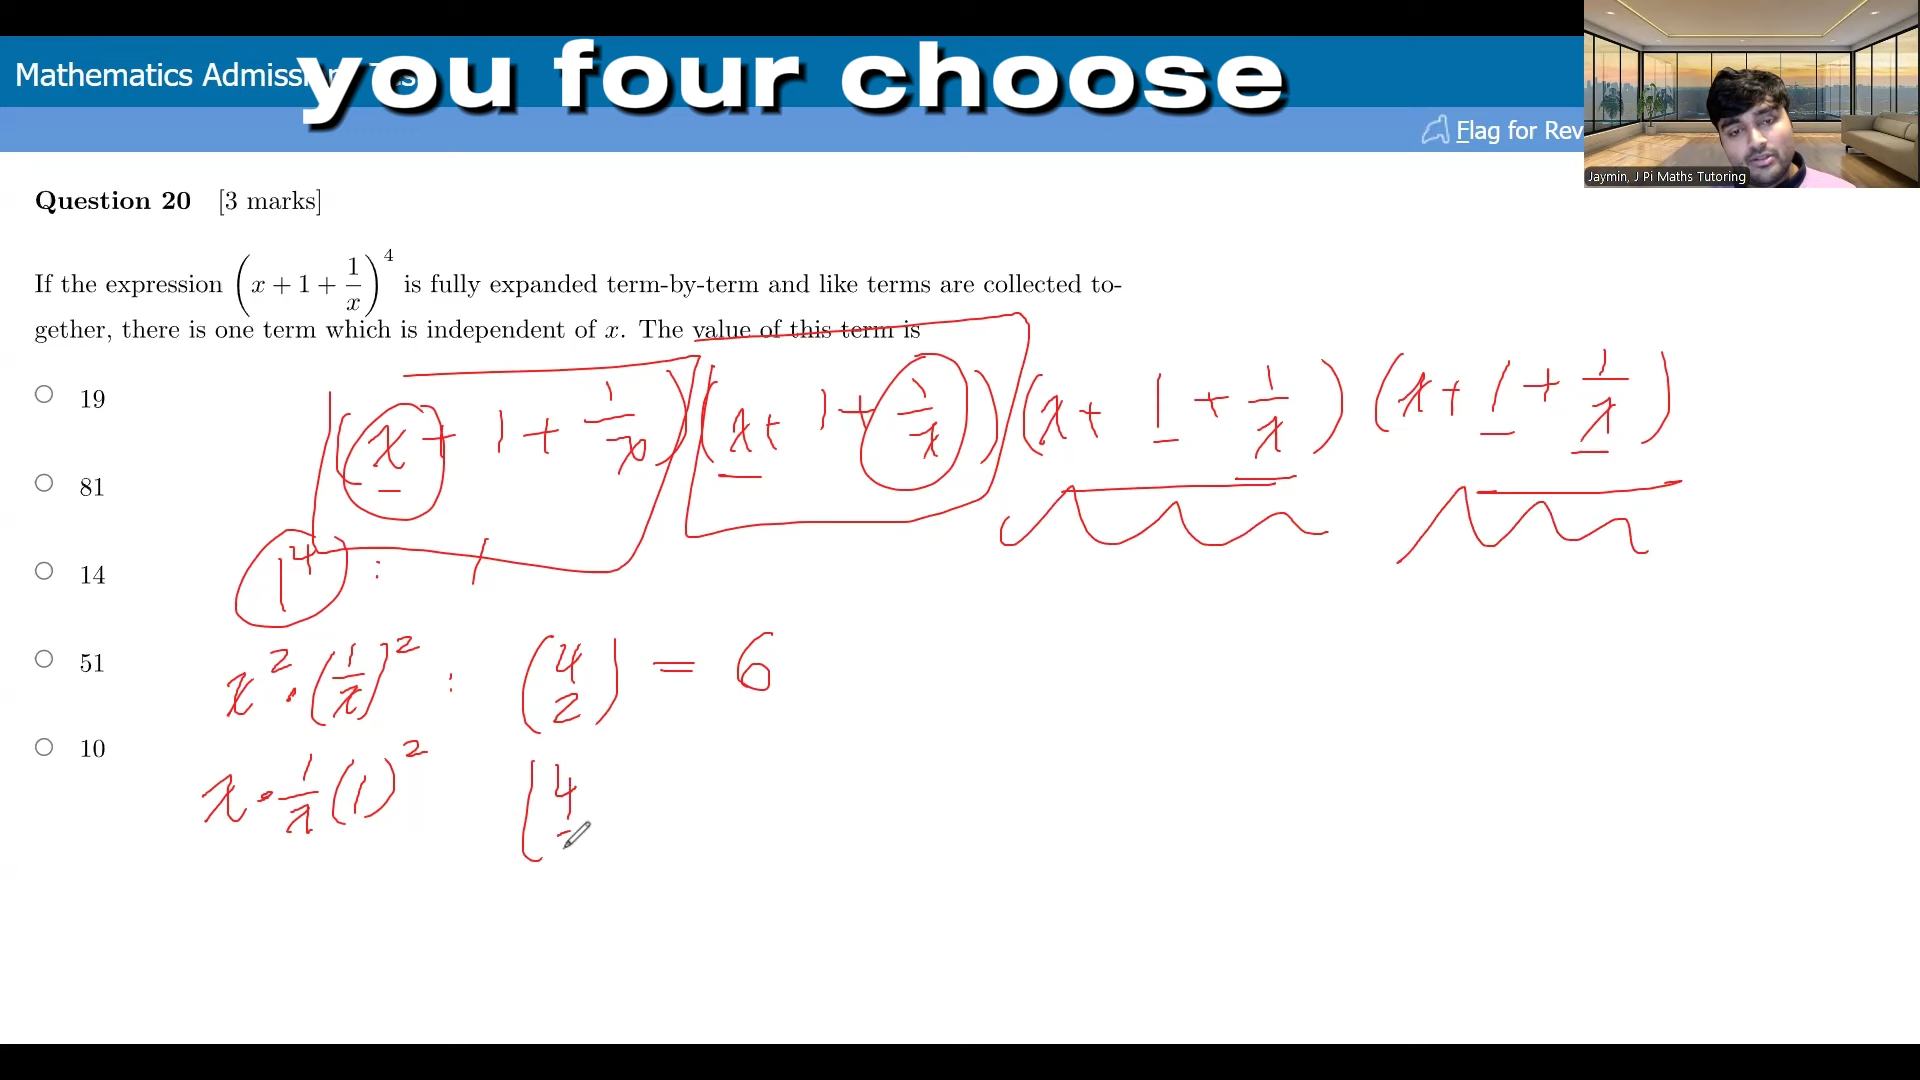 Mathematics Admission Tes
you four choose
Flag for Rev
Jaymin, J Pi Maths Tutoring
Question 20 [3 marks]
If the expression (x + 1 + 1/x)^4 is fully expanded term-by-term and like terms are collected to-
gether, there is one term which is independent of x. The value of this term is
19
81
14
51
10
(x + 1 + 1/x)(x + 1 + 1/x)(x + 1 + 1/x)(x + 1 + 1/x)
1^4 : 1
x^2 · (1/x)^2 : (4 2) = 6
x · 1/x (1)^2 (4